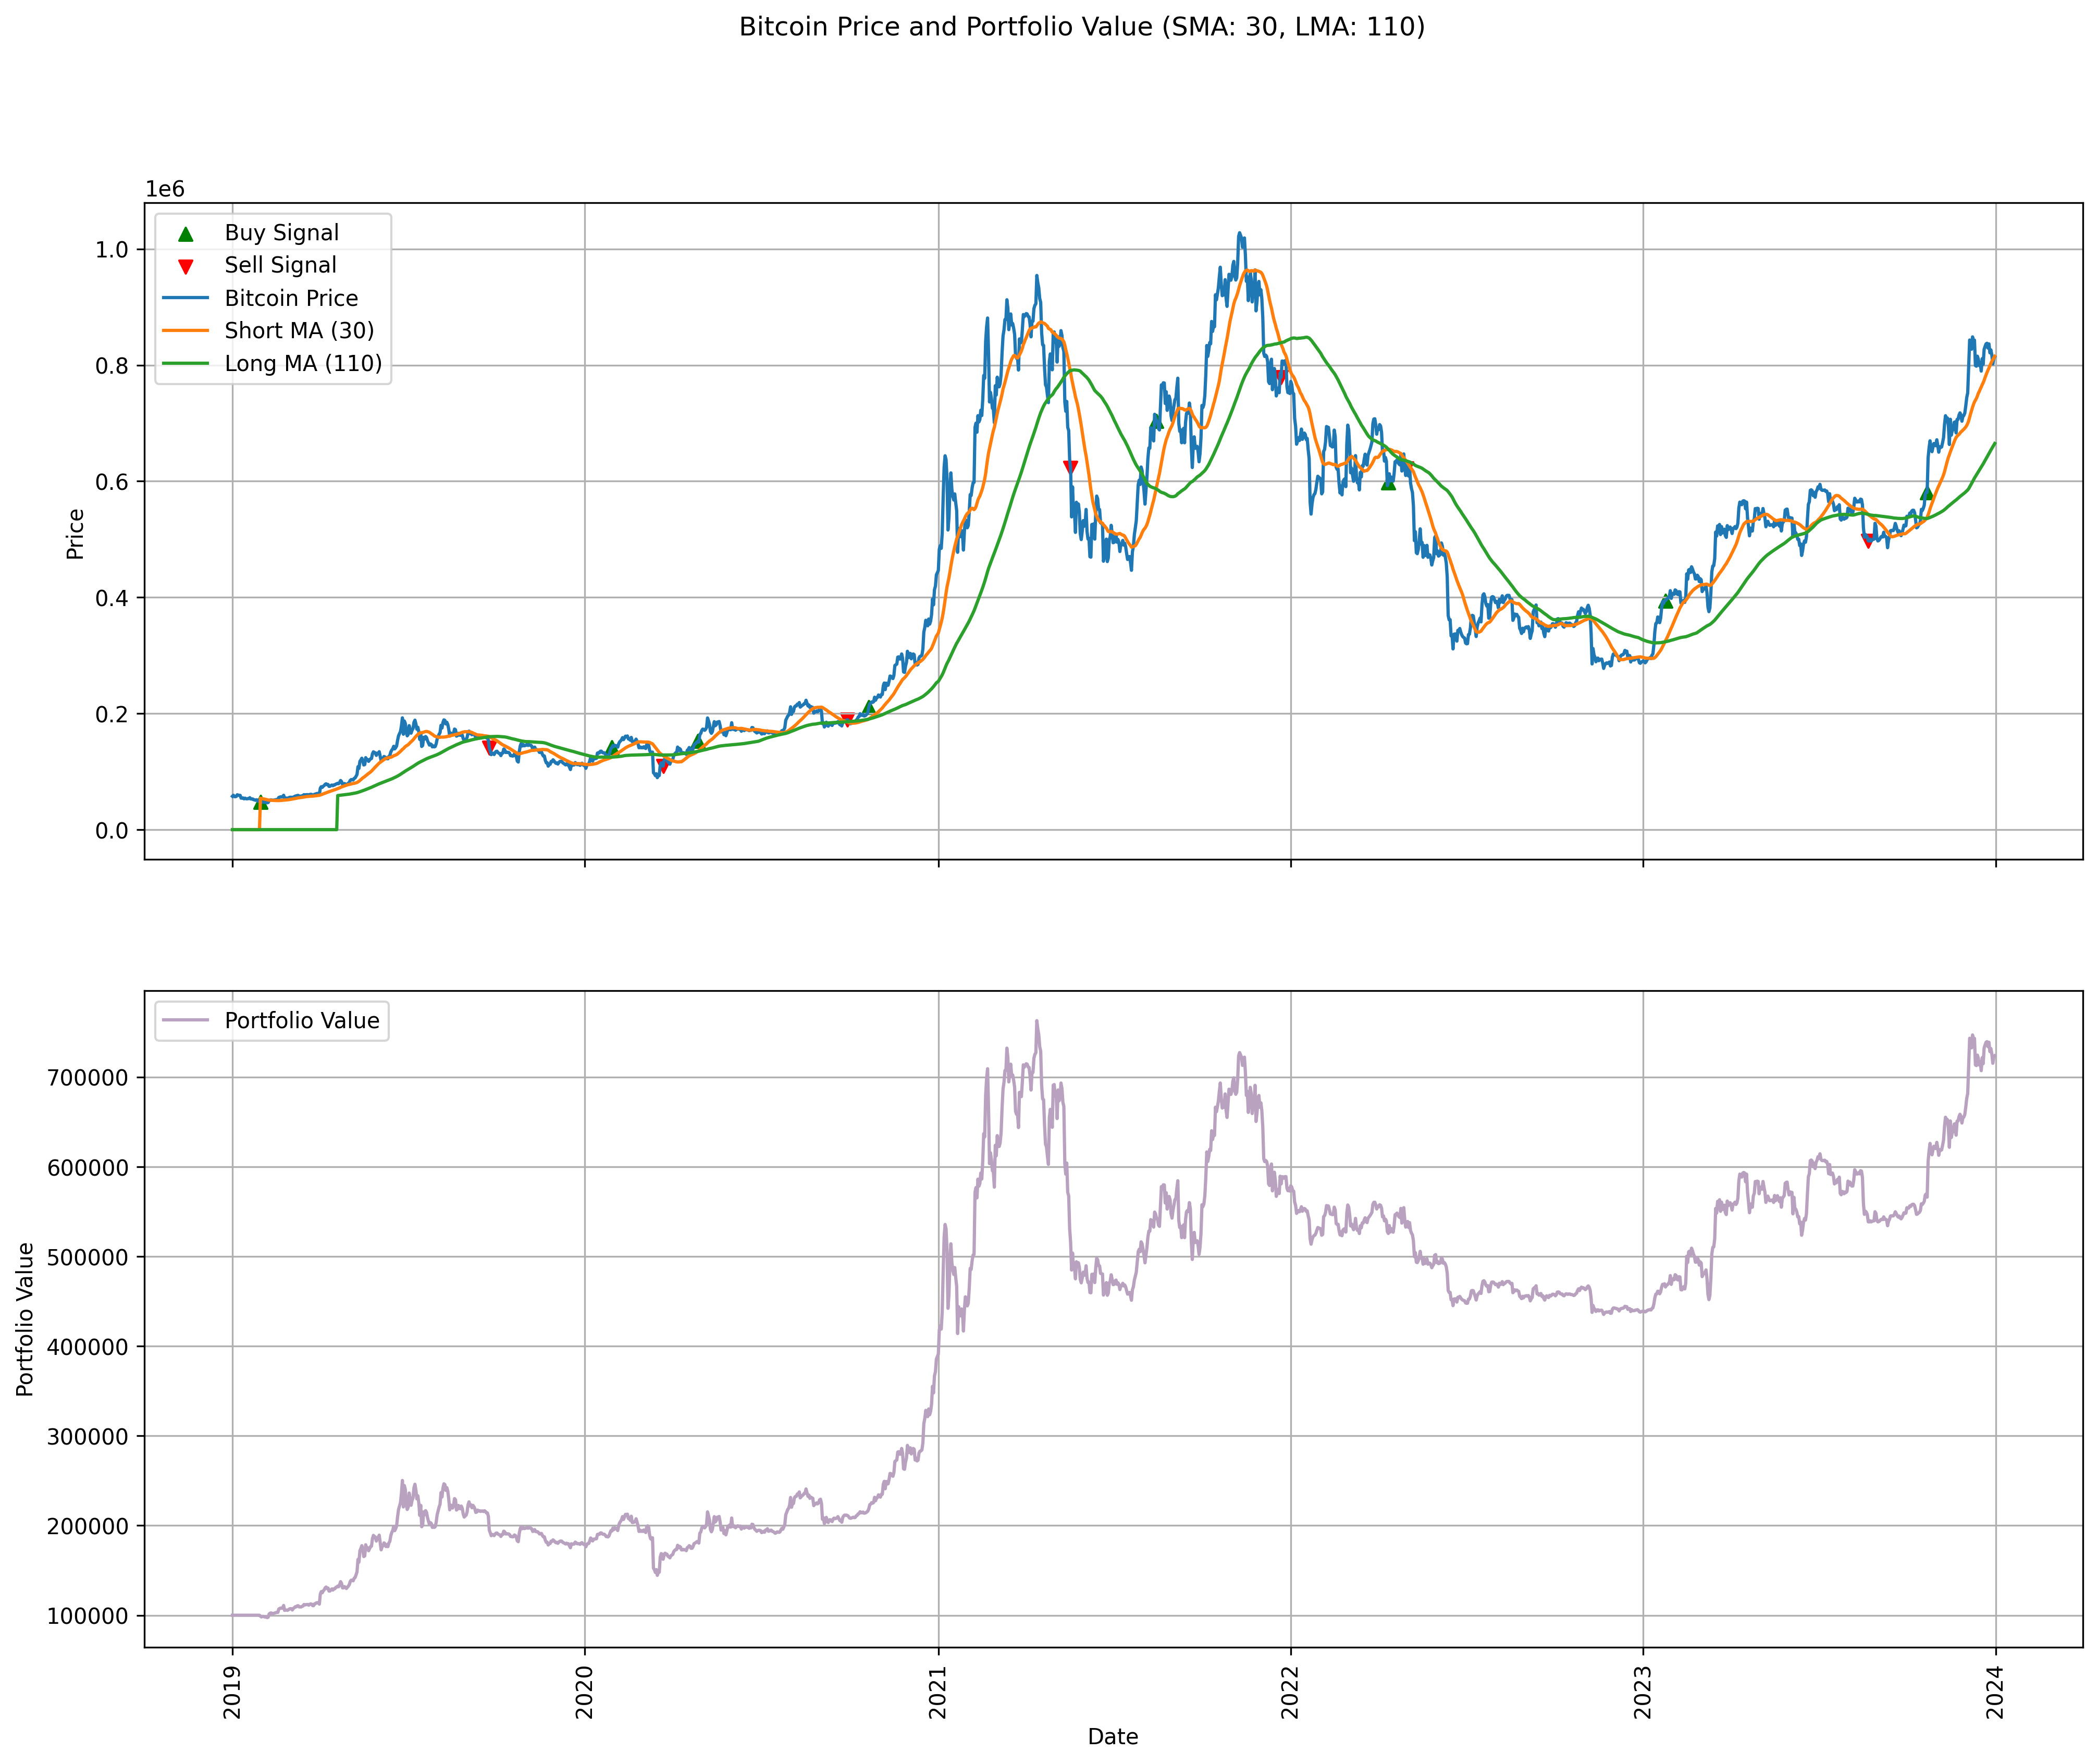 Bitcoin Price and Portfolio Value (SMA: 30, LMA: 110)
1e6
Buy Signal
Sell Signal
Bitcoin Price
Short MA (30)
Long MA (110)
1.0
0.8
0.6
0.4
0.2
0.0
Price
Portfolio Value
700000
600000
500000
400000
300000
200000
100000
Portfolio Value
2019
2020
2021
2022
2023
2024
Date